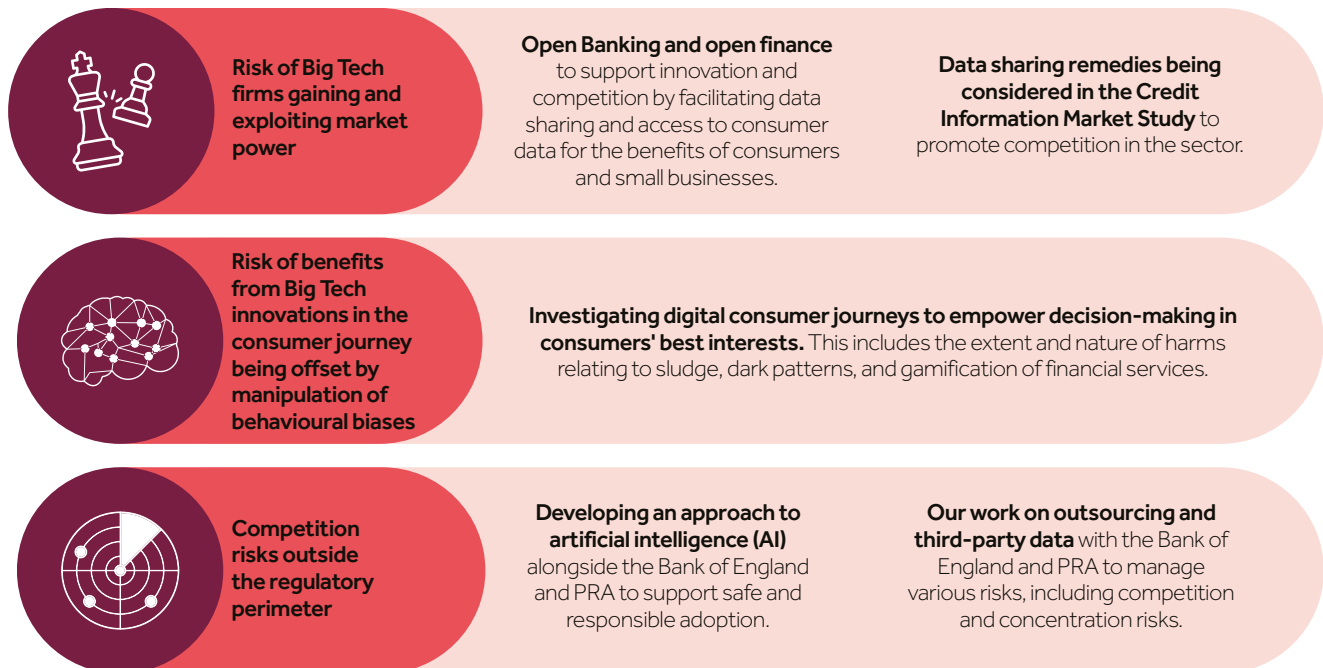 Risk of Big Tech
firms gaining and
exploiting market
power
Open Banking and open finance
to support innovation and
competition by facilitating data
sharing and access to consumer
data for the benefits of consumers
and small businesses.
Data sharing remedies being
considered in the Credit
Information Market Study to
promote competition in the sector.
Risk of benefits
from Big Tech
innovations in the
consumer journey
being offset by
manipulation of
behavioural biases
Investigating digital consumer journeys to empower decision-making in
consumers' best interests. This includes the extent and nature of harms
relating to sludge, dark patterns, and gamification of financial services.
Competition
risks outside
the regulatory
perimeter
Developing an approach to
artificial intelligence (AI)
alongside the Bank of England
and PRA to support safe and
responsible adoption.
Our work on outsourcing and
third-party data with the Bank of
England and PRA to manage
various risks, including competition
and concentration risks.